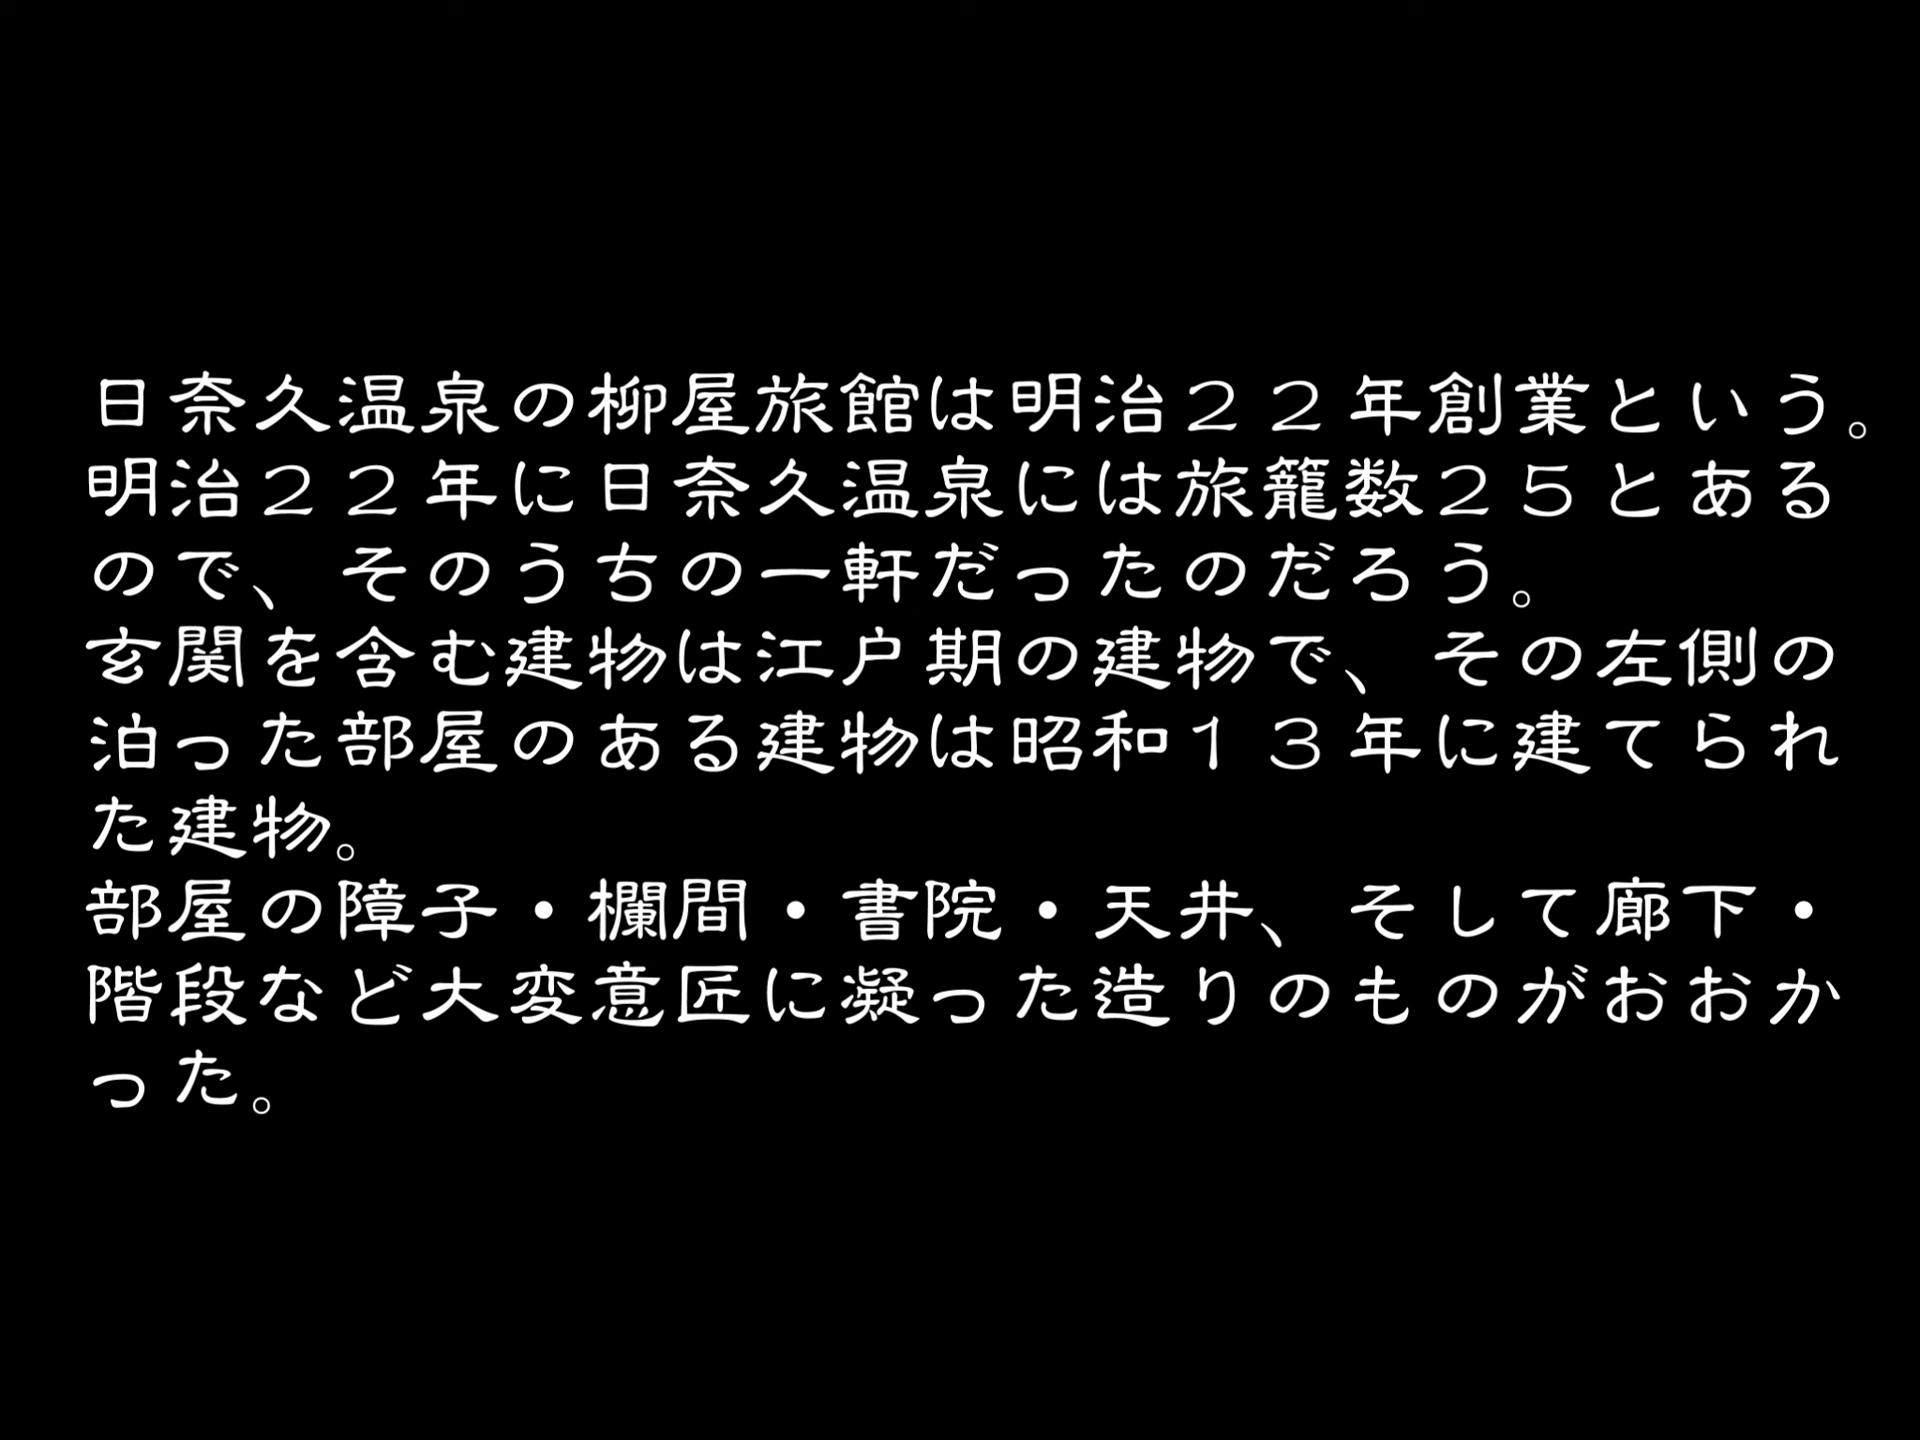 日奈久温泉の柳屋旅館は明治２２年創業という。
明治２２年に日奈久温泉には旅籠数２５とある
ので、そのうちの一軒だったのだろう。
玄関を含む建物は江戸期の建物で、その左側の
泊った部屋のある建物は昭和１３年に建てられ
た建物。
部屋の障子・欄間・書院・天井、そして廊下・
階段など大変意匠に凝った造りのものがおおか
った。